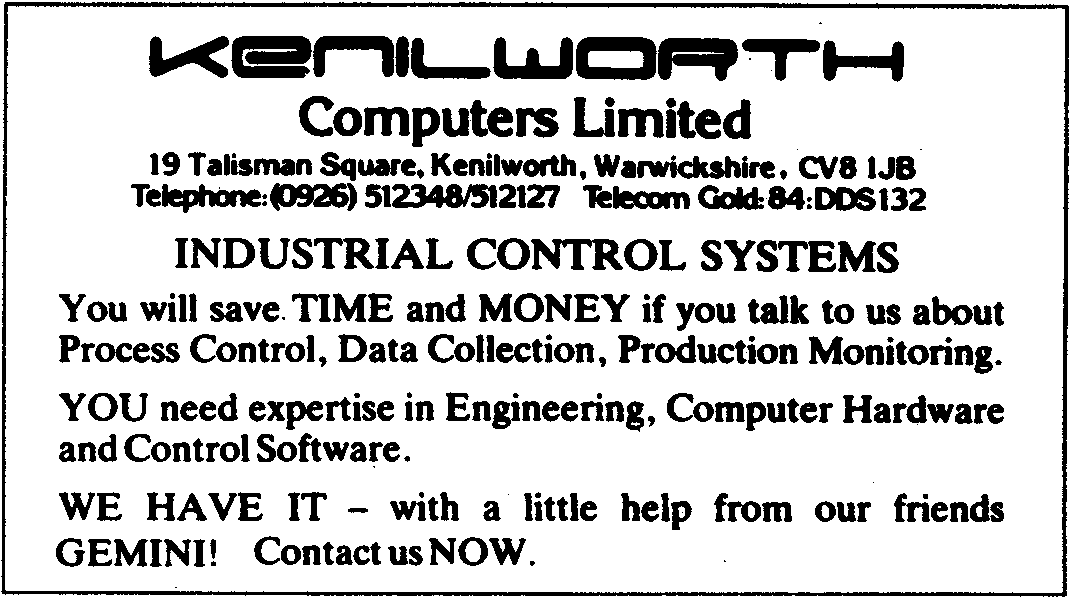 KENILWORTH
Computers Limited
19 Talisman Square, Kenilworth, Warwickshire, CV8 1JB
Telephone:(0926) 512348/512127 Telecom Gold:84:DDS132
INDUSTRIAL CONTROL SYSTEMS
You will save TIME and MONEY if you talk to us about
Process Control, Data Collection, Production Monitoring.
YOU need expertise in Engineering, Computer Hardware
and Control Software.
WE HAVE IT – with a little help from our friends
GEMINI! Contact us NOW.